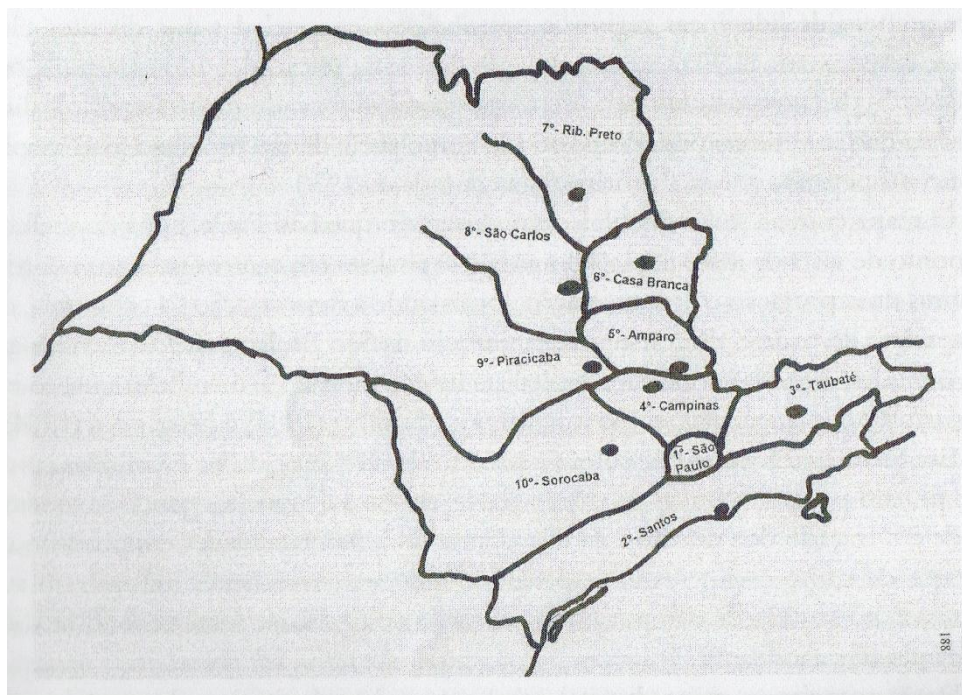 7º- Rib. Preto
8º- São Carlos
6º- Casa Branca
5º- Amparo
9º- Piracicaba
3º- Taubaté
4º- Campinas
1º- São
Paulo
10º- Sorocaba
2º- Santos
188